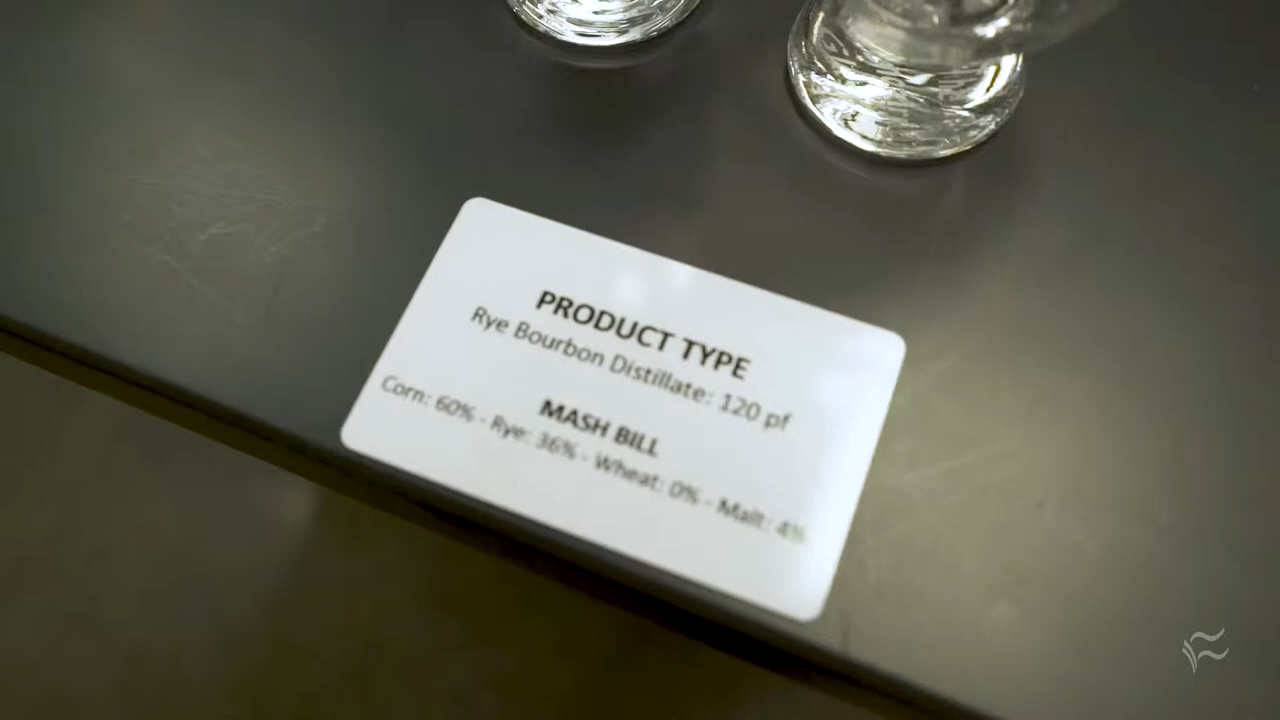 PRODUCT TYPE
Rye Bourbon Distillate: 120 pf
MASH BILL
Corn: 60% - Rye: 36% - Wheat: 0% - Malt: 4%